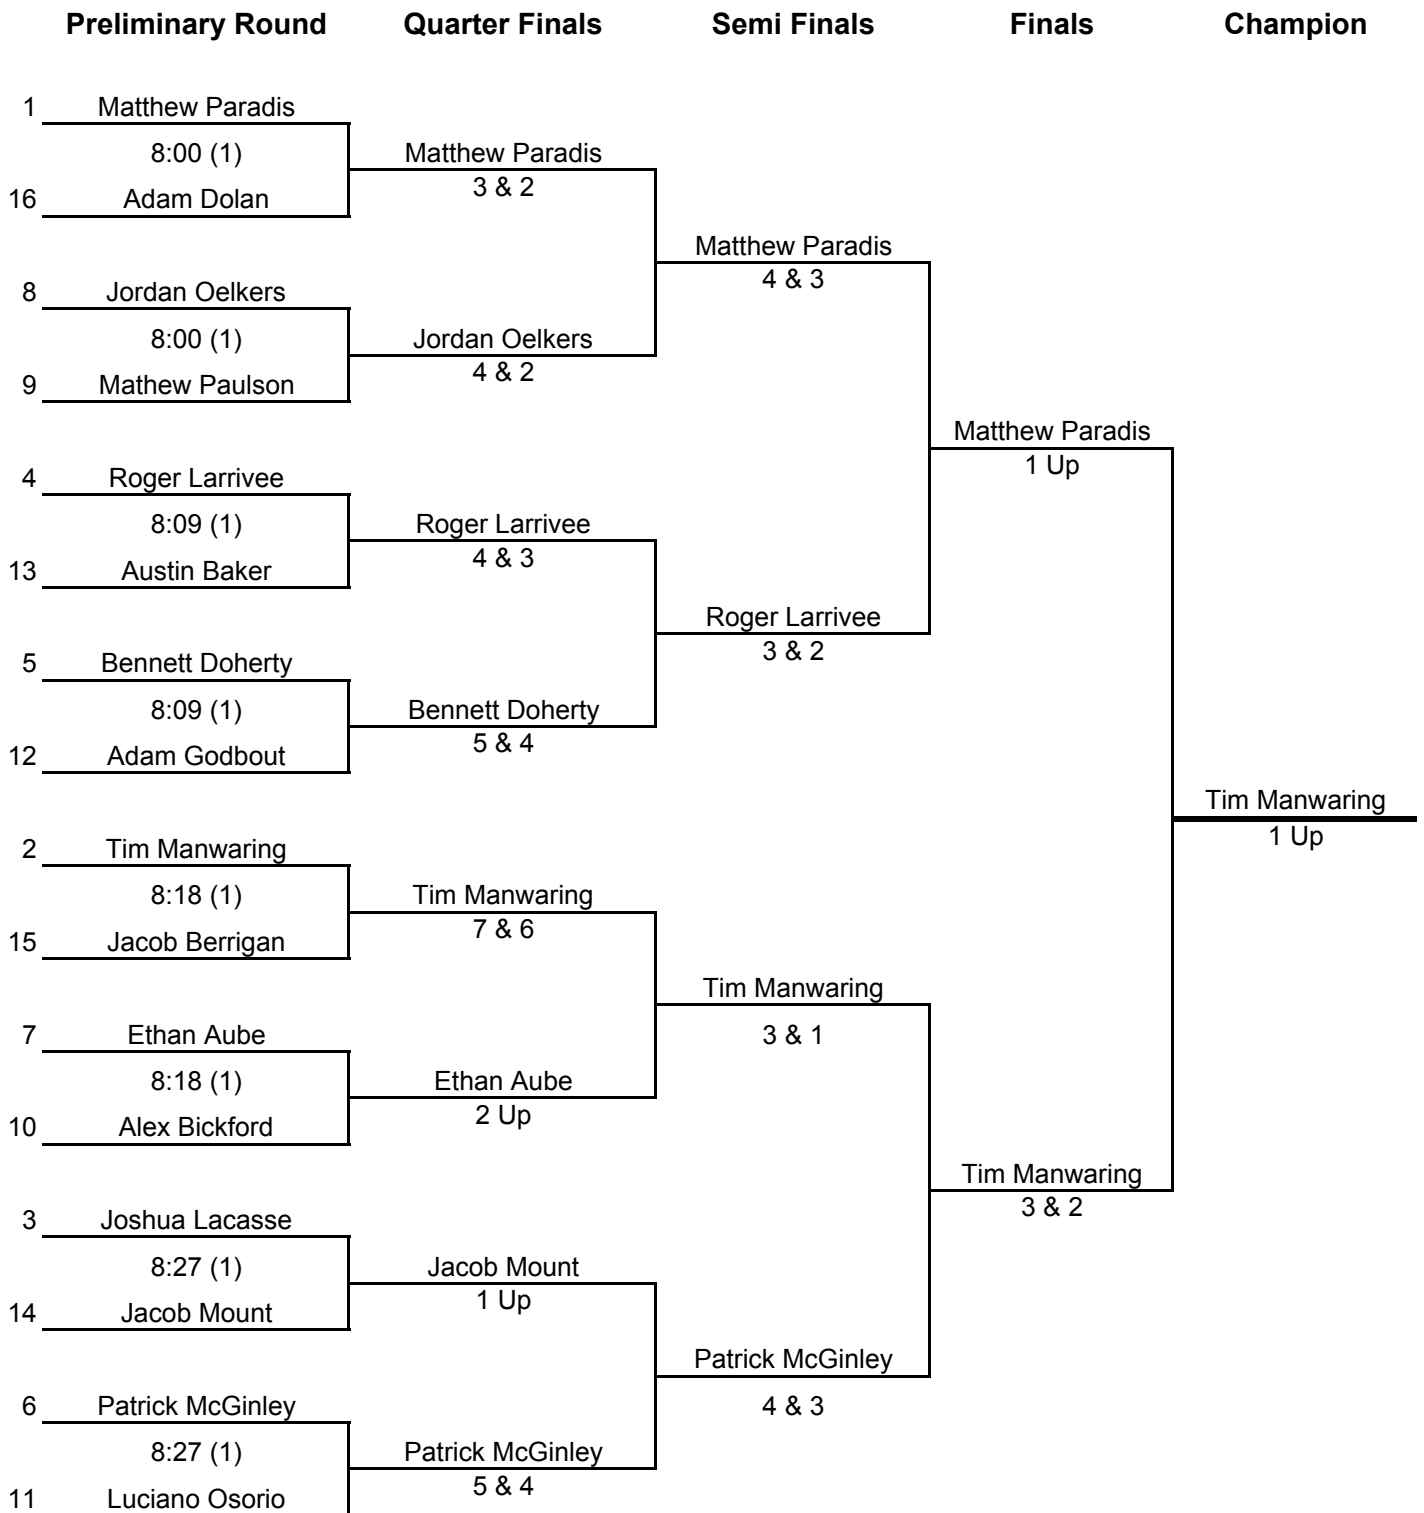 Preliminary Round Quarter Finals Semi Finals Finals Champion
1 Matthew Paradis
8:00 (1) Matthew Paradis
16 Adam Dolan 3 & 2
Matthew Paradis
8 Jordan Oelkers 4 & 3
8:00 (1) Jordan Oelkers
9 Mathew Paulson 4 & 2
Matthew Paradis
4 Roger Larrivee 1 Up
8:09 (1) Roger Larrivee
13 Austin Baker 4 & 3
Roger Larrivee
5 Bennett Doherty 3 & 2
8:09 (1) Bennett Doherty
12 Adam Godbout 5 & 4
Tim Manwaring
2 Tim Manwaring 1 Up
8:18 (1) Tim Manwaring
15 Jacob Berrigan 7 & 6
Tim Manwaring
7 Ethan Aube 3 & 1
8:18 (1) Ethan Aube
10 Alex Bickford 2 Up
Tim Manwaring
3 Joshua Lacasse 3 & 2
8:27 (1) Jacob Mount
14 Jacob Mount 1 Up
Patrick McGinley
6 Patrick McGinley 4 & 3
8:27 (1) Patrick McGinley
11 Luciano Osorio 5 & 4